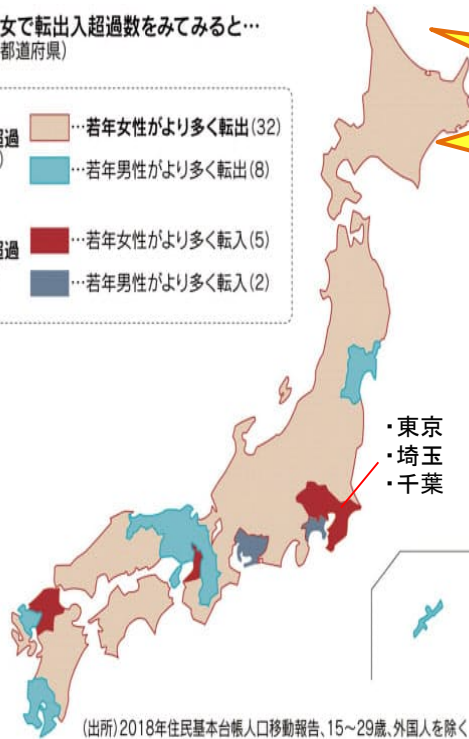 女で転出入超過数をみてみると…
都道府県)
超過
…若年女性がより多く転出(32)
…若年男性がより多く転出(8)
超過
…若年女性がより多く転入(5)
…若年男性がより多く転入(2)
・東京
・埼玉
・千葉
(出所)2018年住民基本台帳人口移動報告、15〜29歳、外国人を除く